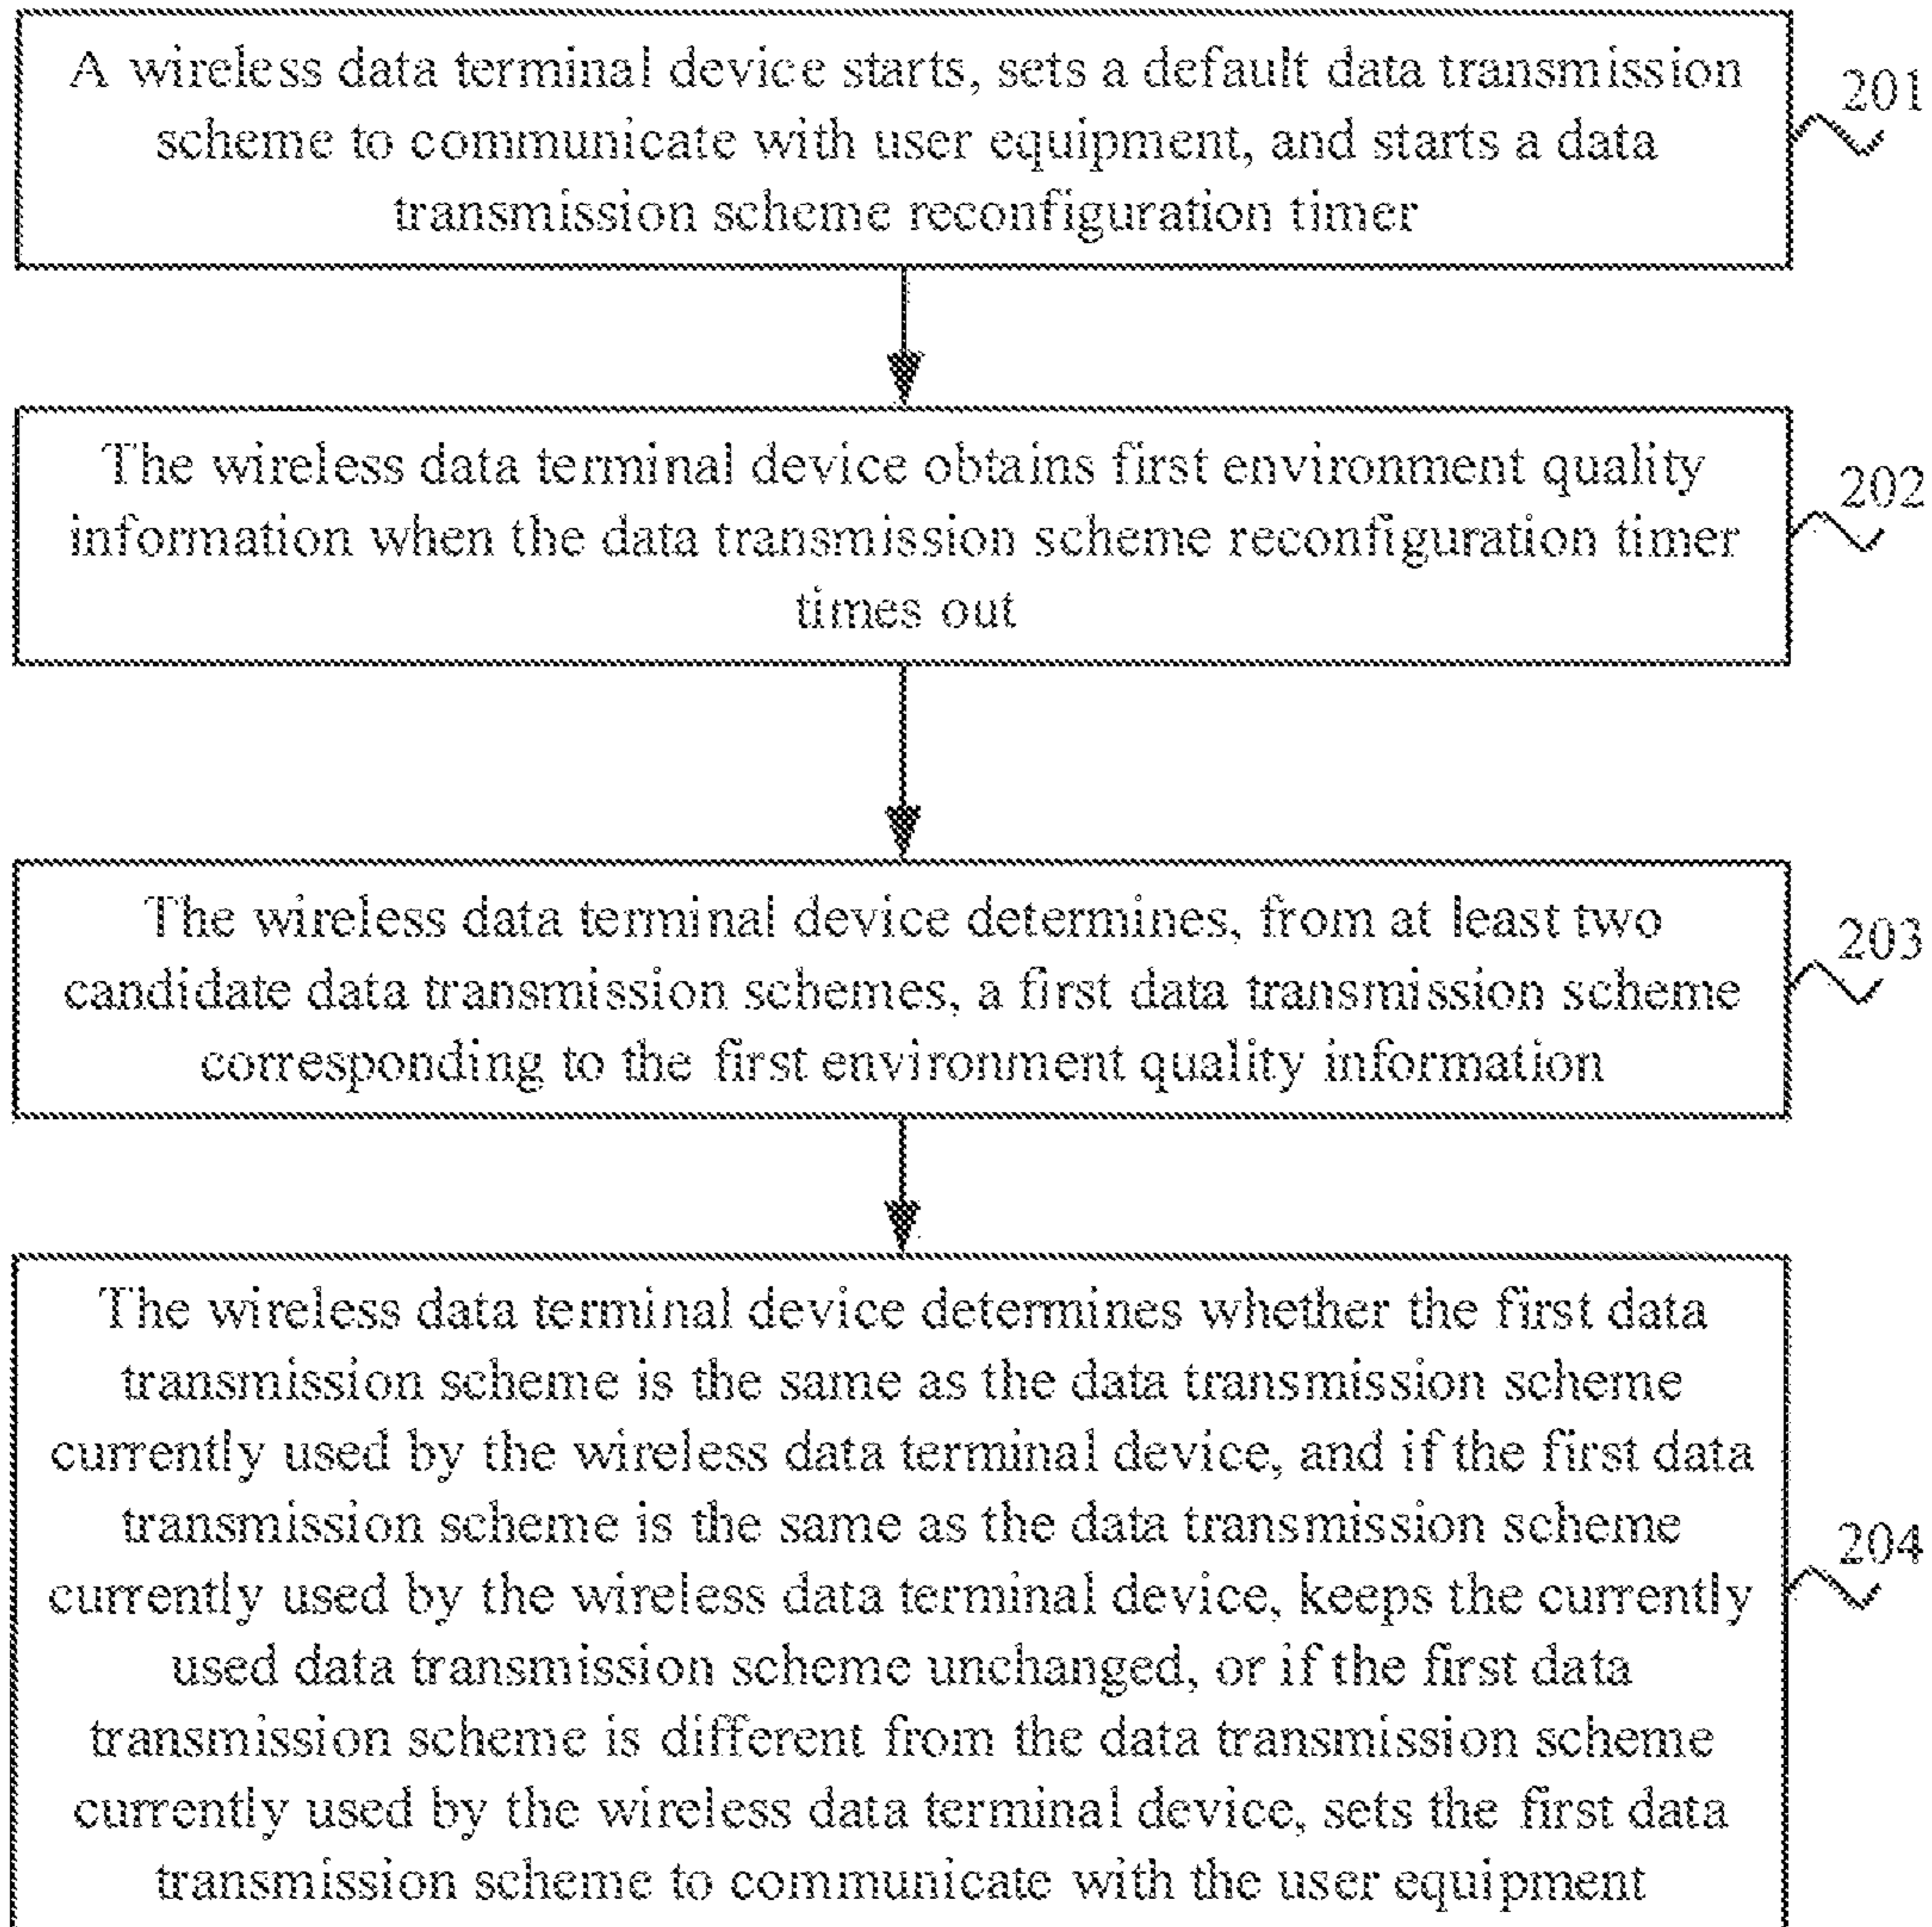 A wireless data terminal device starts, sets a default data transmission
scheme to communicate with user equipment, and starts a data
transmission scheme reconfiguration timer
201
The wireless data terminal device obtains first environment quality
information when the data transmission scheme reconfiguration timer
times out
202
The wireless data terminal device determines, from at least two
candidate data transmission schemes, a first data transmission scheme
corresponding to the first environment quality information
203
The wireless data terminal device determines whether the first data
transmission scheme is the same as the data transmission scheme
currently used by the wireless data terminal device, and if the first data
transmission scheme is the same as the data transmission scheme
currently used by the wireless data terminal device, keeps the currently
used data transmission scheme unchanged, or if the first data
transmission scheme is different from the data transmission scheme
currently used by the wireless data terminal device, sets the first data
transmission scheme to communicate with the user equipment
204